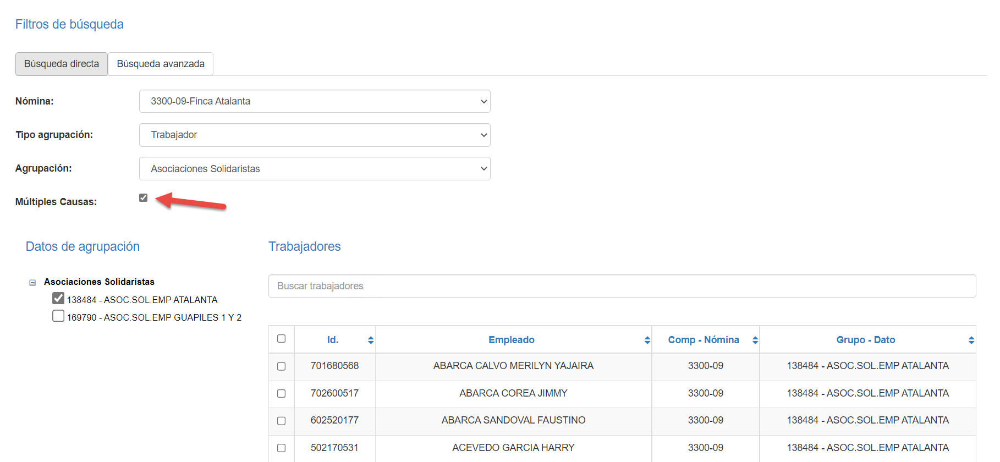 Filtros de búsqueda
Búsqueda directa Búsqueda avanzada
Nómina: 3300-09-Finca Atalanta
Tipo agrupación: Trabajador
Agrupación: Asociaciones Solidaristas
Múltiples Causas:
Datos de agrupación
Asociaciones Solidaristas
138484 - ASOC.SOL.EMP ATALANTA
169790 - ASOC.SOL.EMP GUAPILES 1 Y 2
Trabajadores
Buscar trabajadores
Id. Empleado Comp - Nómina Grupo - Dato
701680568 ABARCA CALVO MERILYN YAJAIRA 3300-09 138484 - ASOC.SOL.EMP ATALANTA
702600517 ABARCA COREA JIMMY 3300-09 138484 - ASOC.SOL.EMP ATALANTA
602520177 ABARCA SANDOVAL FAUSTINO 3300-09 138484 - ASOC.SOL.EMP ATALANTA
502170531 ACEVEDO GARCIA HARRY 3300-09 138484 - ASOC.SOL.EMP ATALANTA